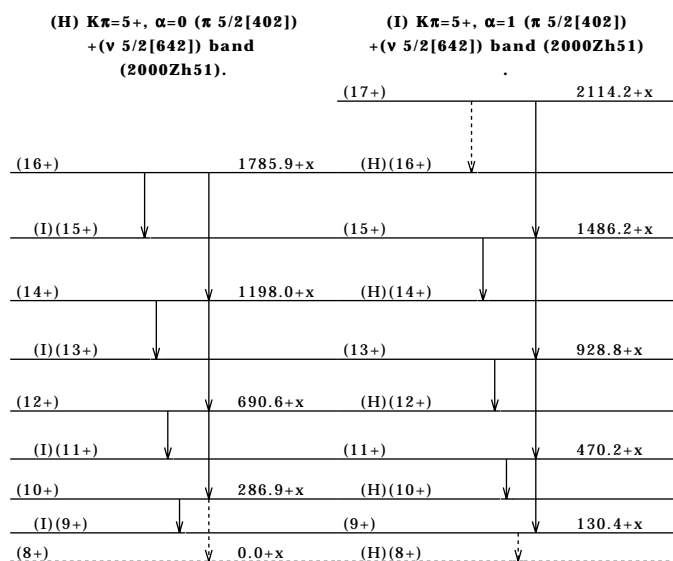 (H) Kπ=5+, α=0 (π 5/2[402])
+(ν 5/2[642]) band
(2000Zh51).
(16+) 1785.9+x
(I)(15+)
(14+) 1198.0+x
(I)(13+)
(12+) 690.6+x
(I)(11+)
(10+) 286.9+x
(I)(9+)
(8+) 0.0+x
(I) Kπ=5+, α=1 (π 5/2[402])
+(ν 5/2[642]) band (2000Zh51)
.
(17+) 2114.2+x
(H)(16+)
(15+) 1486.2+x
(H)(14+)
(13+) 928.8+x
(H)(12+)
(11+) 470.2+x
(H)(10+)
(9+) 130.4+x
(H)(8+)